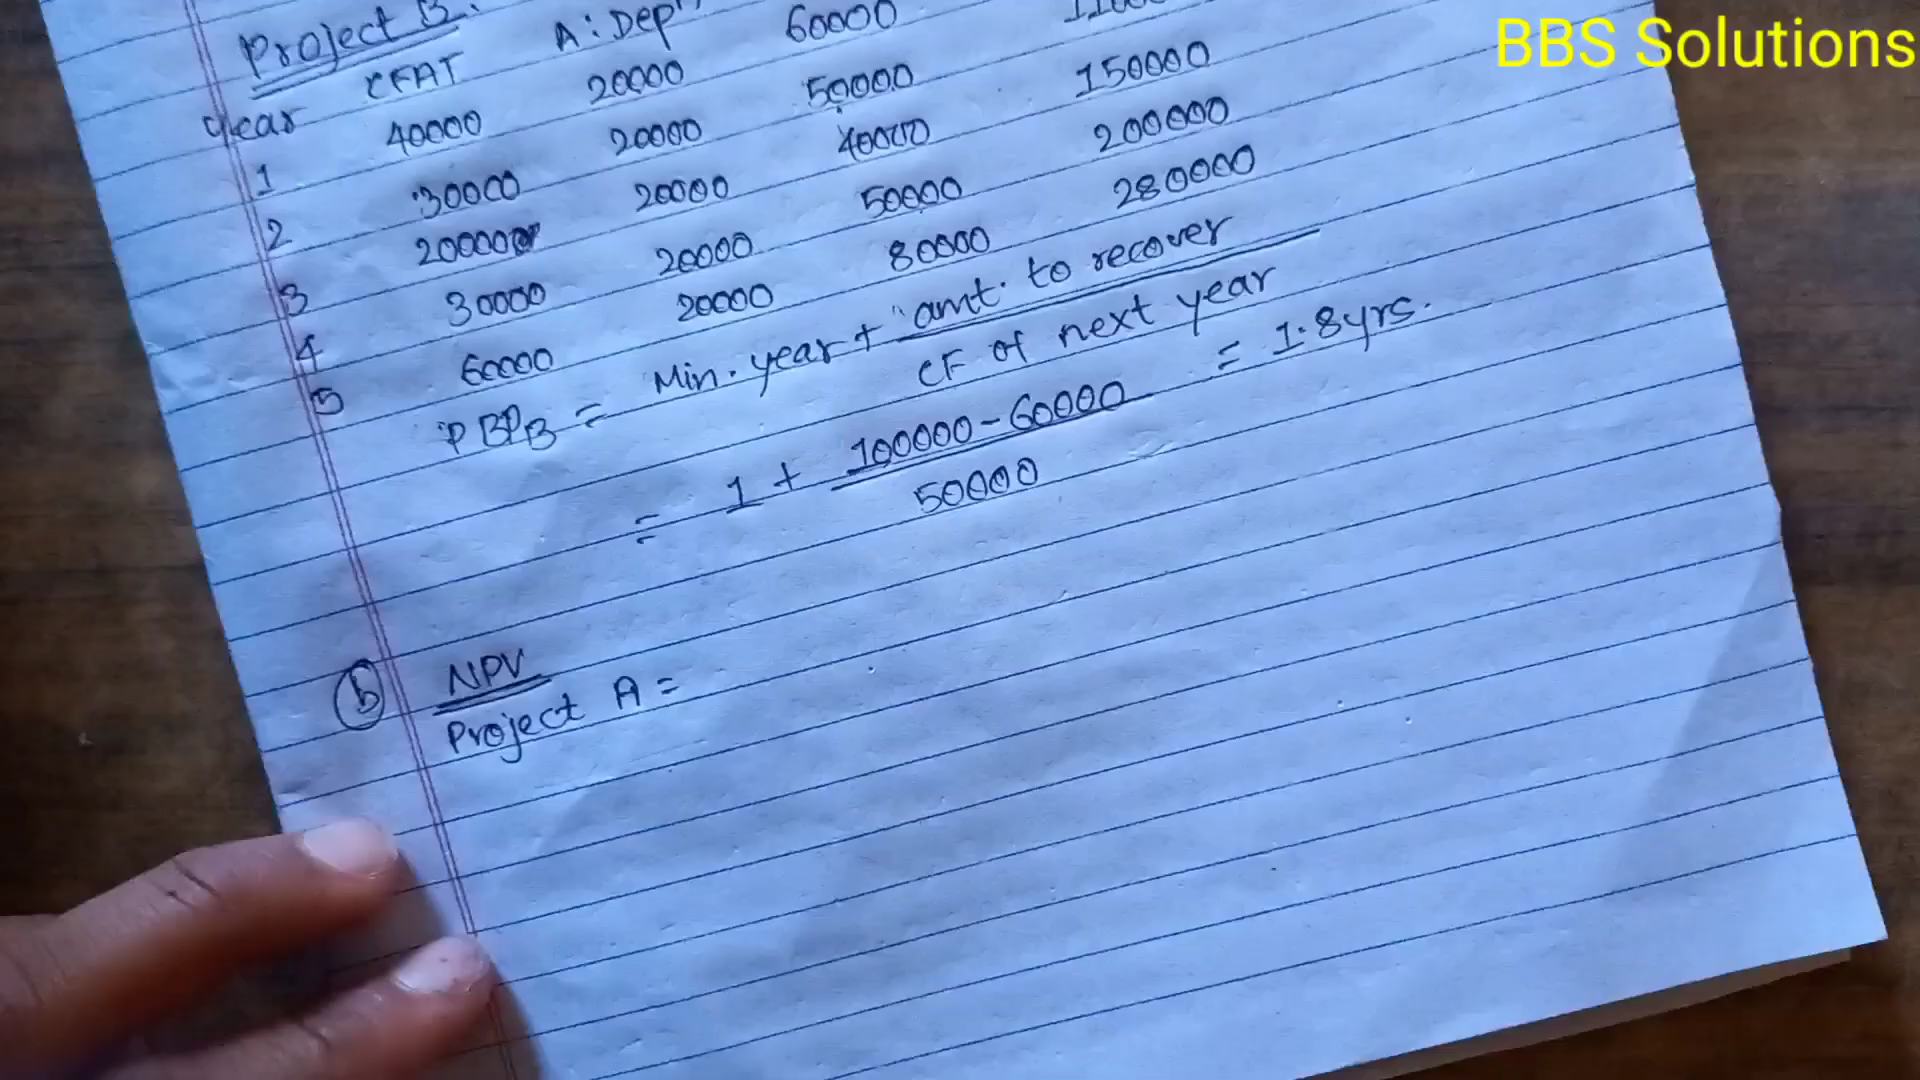 BBS Solutions
Project B.
year CFAT A: Dep
1 40000 20000 60000
2 30000 20000 50000
3 20000 20000 40000 150000
4 30000 20000 50000 200000
5 60000 20000 80000 280000
PBPB = Min. year + amt. to recover
CF of next year
= 1 + 100000 - 60000 = 1.8yrs.
50000
b NPV
Project A =